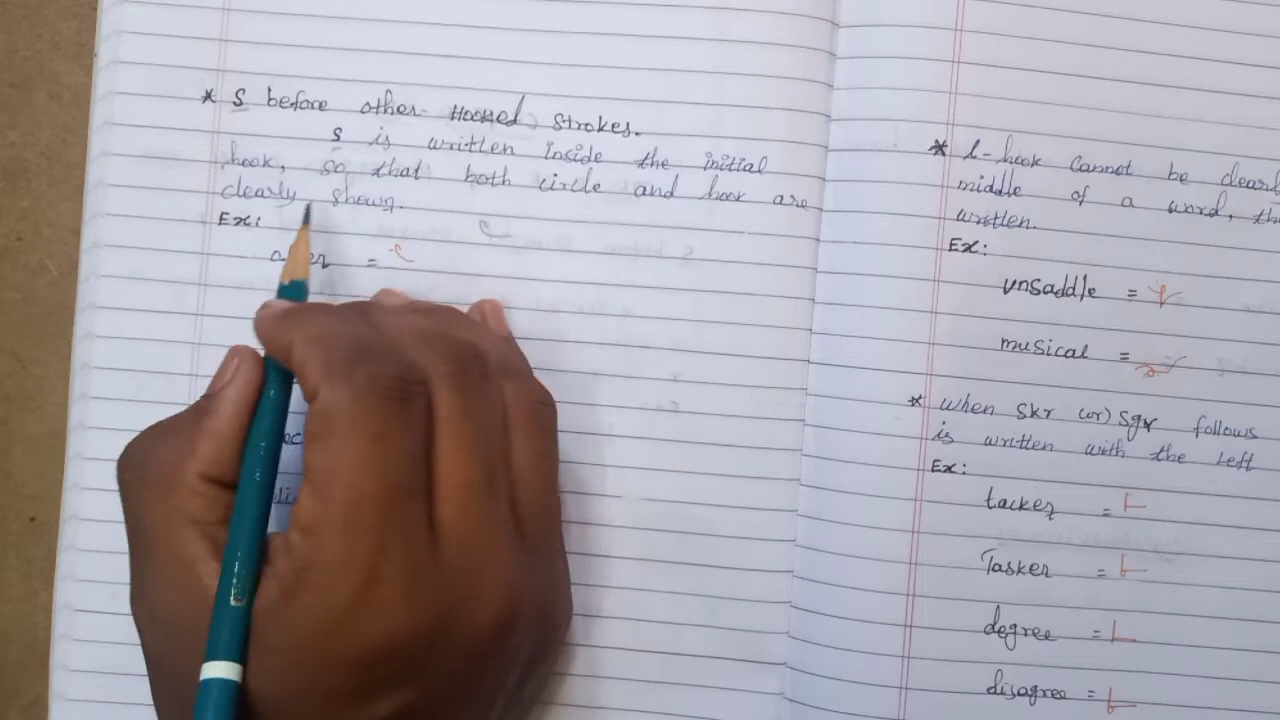 * S before other Hooked strokes.
S is written inside the initial
hook, so that both circle and hook are
clearly shown.
Ex:
=
* l-hook cannot be
middle of a word,
written.
Ex:
unsaddle =
musical =
* when skr (or) sgr follows
is written with the left
Ex:
tacker =
Tasker =
degree =
disagree =